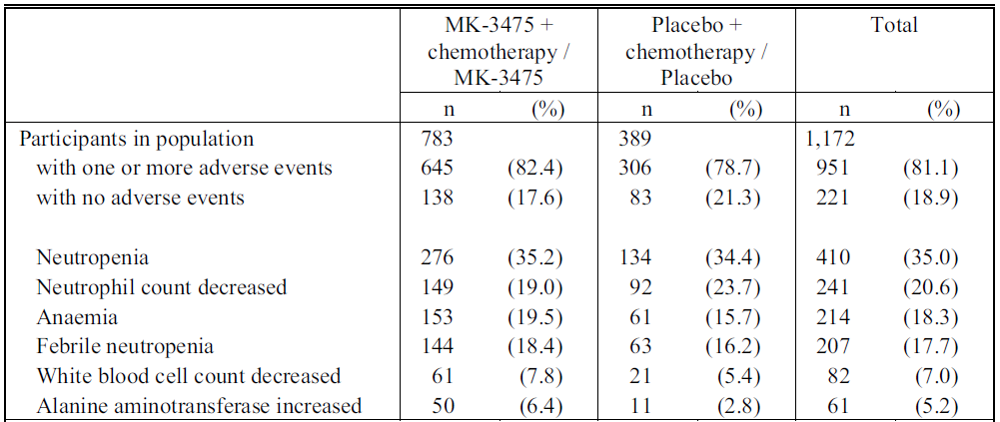 MK-3475 + Placebo + Total
chemotherapy / chemotherapy /
MK-3475 Placebo
n (%) n (%) n (%)
Participants in population 783 389 1,172
with one or more adverse events 645 (82.4) 306 (78.7) 951 (81.1)
with no adverse events 138 (17.6) 83 (21.3) 221 (18.9)
Neutropenia 276 (35.2) 134 (34.4) 410 (35.0)
Neutrophil count decreased 149 (19.0) 92 (23.7) 241 (20.6)
Anaemia 153 (19.5) 61 (15.7) 214 (18.3)
Febrile neutropenia 144 (18.4) 63 (16.2) 207 (17.7)
White blood cell count decreased 61 (7.8) 21 (5.4) 82 (7.0)
Alanine aminotransferase increased 50 (6.4) 11 (2.8) 61 (5.2)